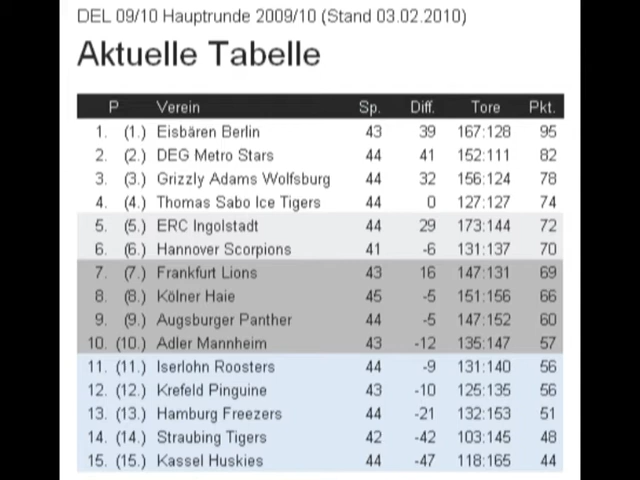 DEL 09/10 Hauptrunde 2009/10 (Stand 03.02.2010)
Aktuelle Tabelle
P Verein Sp. Diff. Tore Pkt.
1. (1.) Eisbären Berlin 43 39 167:128 95
2. (2.) DEG Metro Stars 44 41 152:111 82
3. (3.) Grizzly Adams Wolfsburg 44 32 156:124 78
4. (4.) Thomas Sabo Ice Tigers 44 0 127:127 74
5. (5.) ERC Ingolstadt 44 29 173:144 72
6. (6.) Hannover Scorpions 41 -6 131:137 70
7. (7.) Frankfurt Lions 43 16 147:131 69
8. (8.) Kölner Haie 45 -5 151:156 66
9. (9.) Augsburger Panther 44 -5 147:152 60
10. (10.) Adler Mannheim 43 -12 135:147 57
11. (11.) Iserlohn Roosters 44 -9 131:140 56
12. (12.) Krefeld Pinguine 43 -10 125:135 56
13. (13.) Hamburg Freezers 44 -21 132:153 51
14. (14.) Straubing Tigers 42 -42 103:145 48
15. (15.) Kassel Huskies 44 -47 118:165 44